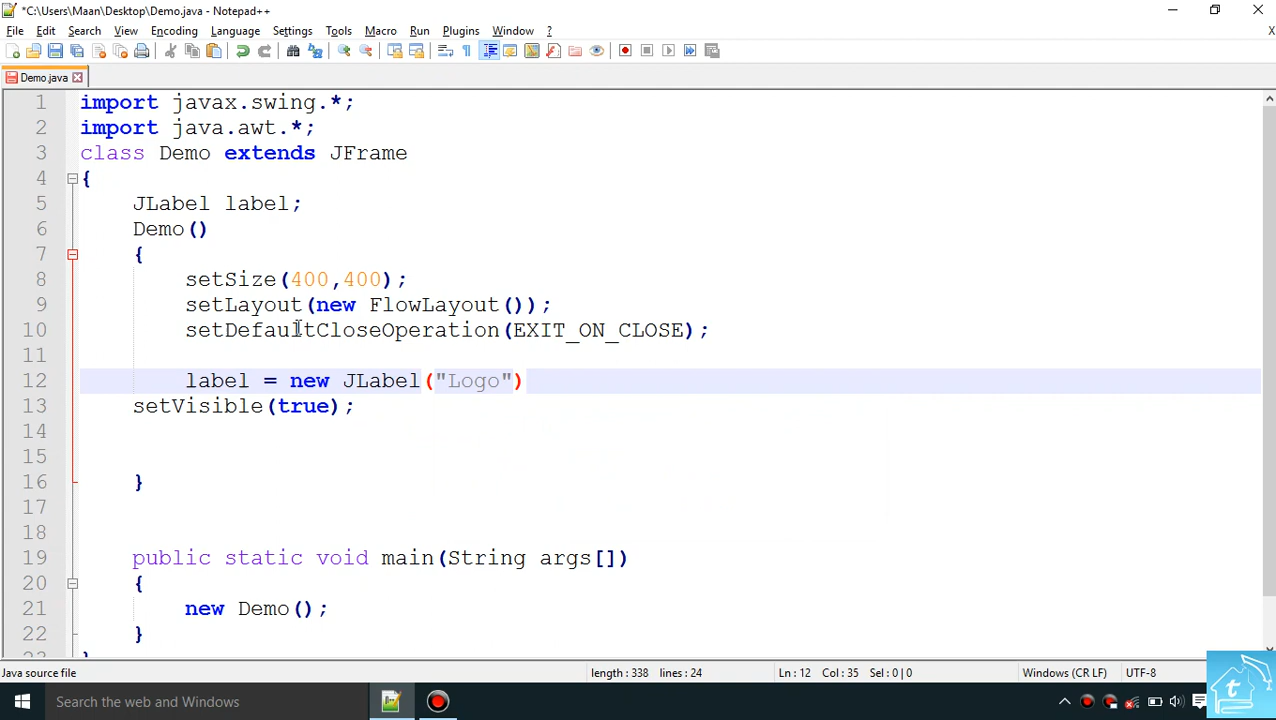 *C:\Users\Maan\Desktop\Demo.java - Notepad++
File Edit Search View Encoding Language Settings Tools Macro Run Plugins Window ?
X
Demo.java
1 import javax.swing.*;
2 import java.awt.*;
3 class Demo extends JFrame
4 {
5 JLabel label;
6 Demo()
7 {
8 setSize(400,400);
9 setLayout(new FlowLayout());
10 setDefaultCloseOperation(EXIT_ON_CLOSE);
11
12 label = new JLabel("Logo")
13 setVisible(true);
14
15
16 }
17
18
19 public static void main(String args[])
20 {
21 new Demo();
22 }
23 }
Java source file length : 338 lines : 24 Ln : 12 Col : 35 Sel : 0 | 0 Windows (CR LF) UTF-8
Search the web and Windows
t